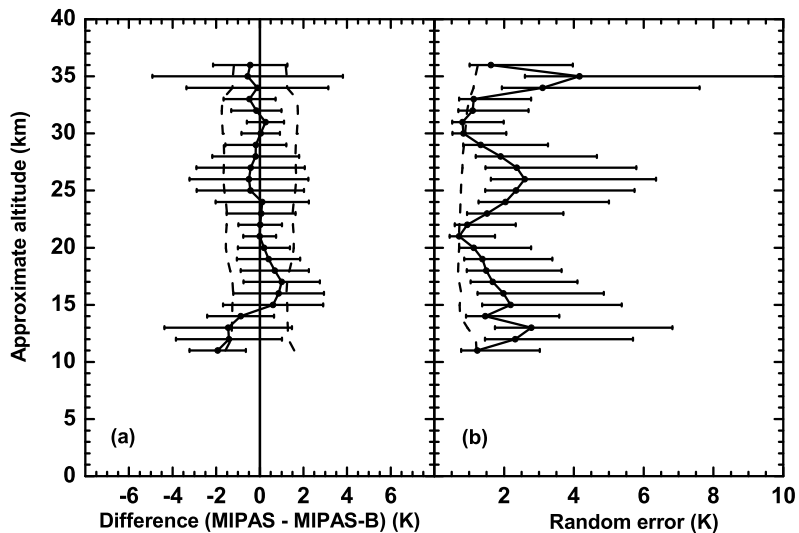 40
35
30
25
20
15
10
5
0
Approximate altitude (km)
(a)
(b)
-6 -4 -2 0 2 4 6
2 4 6 8 10
Difference (MIPAS - MIPAS-B) (K)
Random error (K)